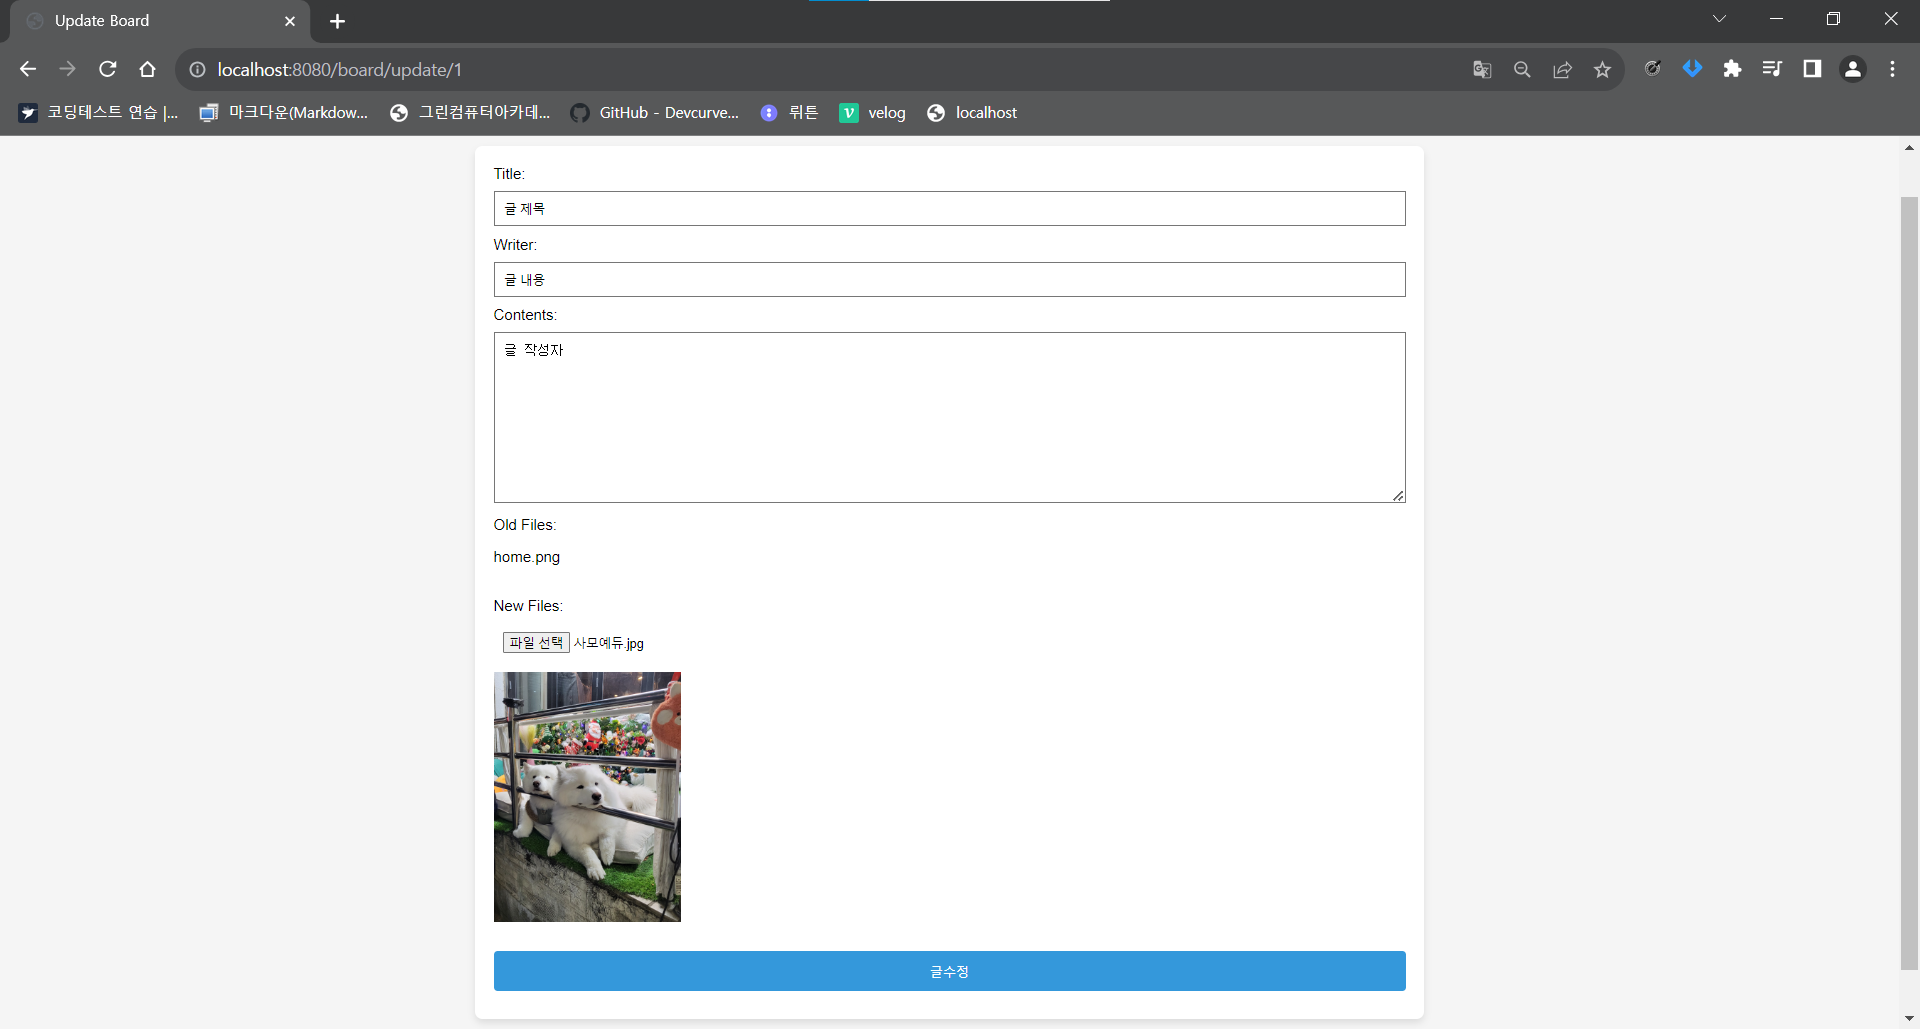 Update Board
localhost:8080/board/update/1
코딩테스트 연습 |... 마크다운(Markdow... 그린컴퓨터아카데... GitHub - Devcurve... 뤼튼 velog localhost
Title:
글 제목
Writer:
글 내용
Contents:
글 작성자
Old Files:
home.png
New Files:
파일 선택 사모예듀.jpg
글수정